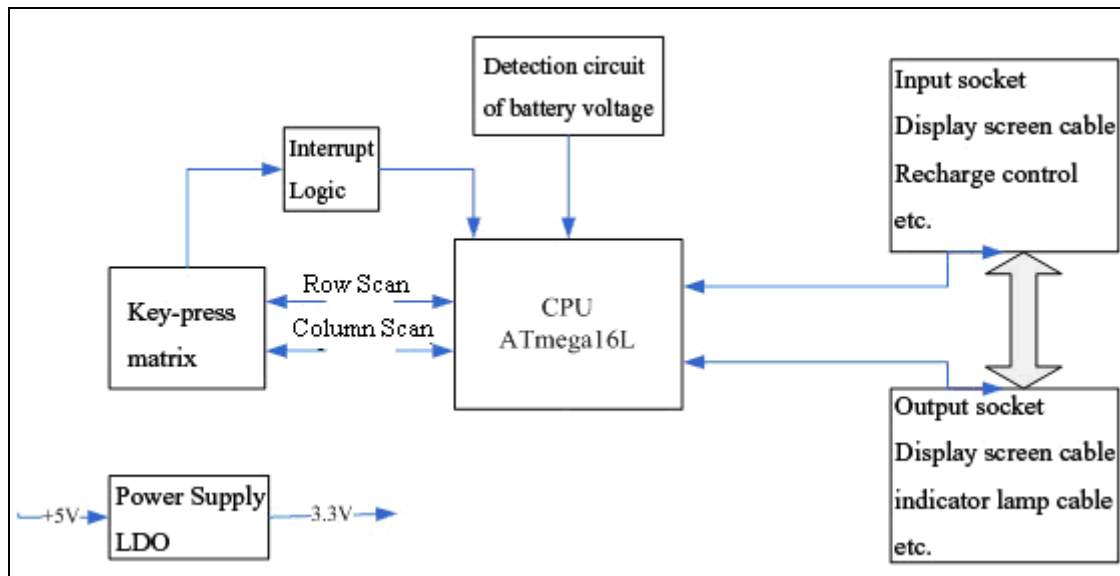 Detection circuit
of battery voltage
Input socket
Display screen cable
Recharge control
etc.
Interrupt
Logic
Key-press
matrix
Row Scan
Column Scan
CPU
ATmega16L
Output socket
Display screen cable
indicator lamp cable
etc.
+5V
Power Supply
LDO
3.3V